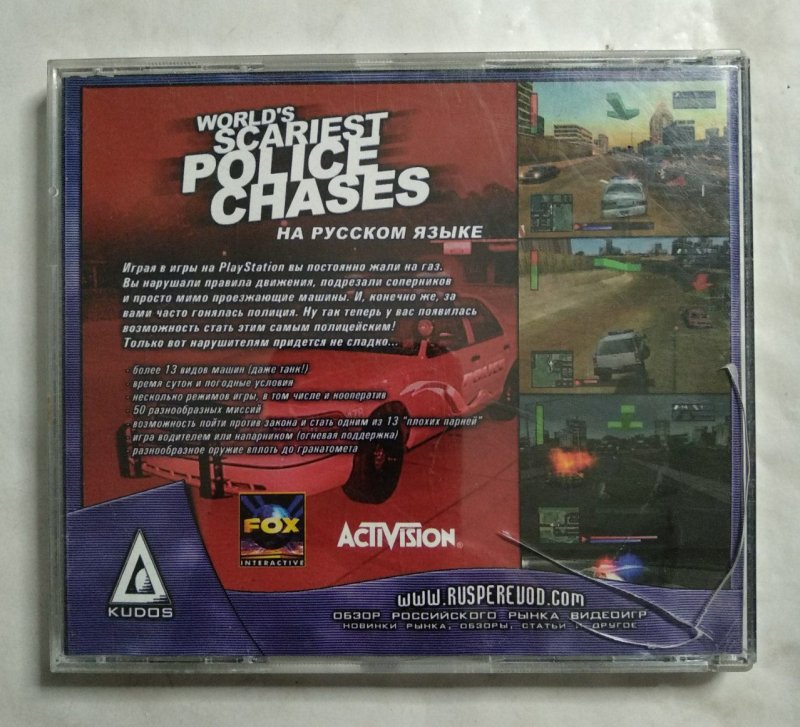 WORLD'S
SCARIEST
POLICE
CHASES
НА РУССКОМ ЯЗЫКЕ
Играя в игры на PlayStation вы постоянно жали на газ.
Вы нарушали правила движения, подрезали соперников
и просто мимо проезжающие машины. И, конечно же, за
вами часто гонялась полиция. Ну так теперь у вас появилась
возможность стать этим самым полицейским!
Только вот нарушителям придется не сладко...
- более 13 видов машин (даже танк!)
- время суток и погодные условия
- несколько режимов игры, в том числе и кооператив
- 50 разнообразных миссий
- возможность пойти против закона и стать одним из 13 "плохих парней"
- игра водителем или напарником (огневая поддержка)
- разнообразное оружие вплоть до гранатомета
FOX
INTERACTIVE
ACTIVISION®
KUDOS
www.RUSPEREVOD.com
ОБЗОР РОССИЙСКОГО РЫНКА ВИДЕОИГР
НОВИНКИ РЫНКА, ОБЗОРЫ, СТАТЬИ И ДРУГОЕ